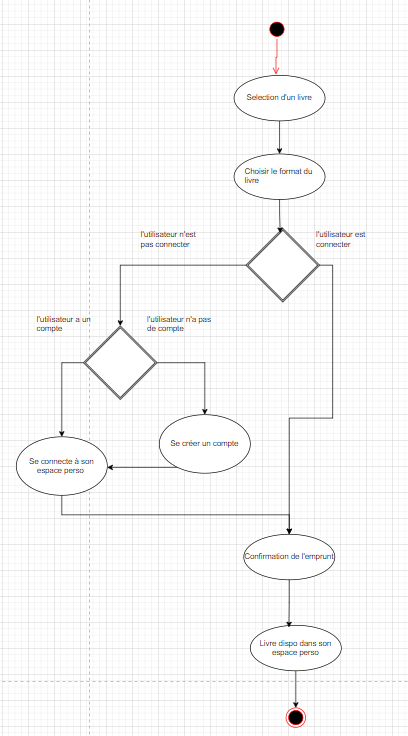 Selection d'un livre
Choisir le format du
livre
l'utilisateur n'est
pas connecter
l'utilisateur est
connecter
l'utilisateur a un
compte
l'utilisateur n'a pas
de compte
Se créer un compte
Se connecte à son
espace perso
Confirmation de l'emprunt
Livre dispo dans son
espace perso